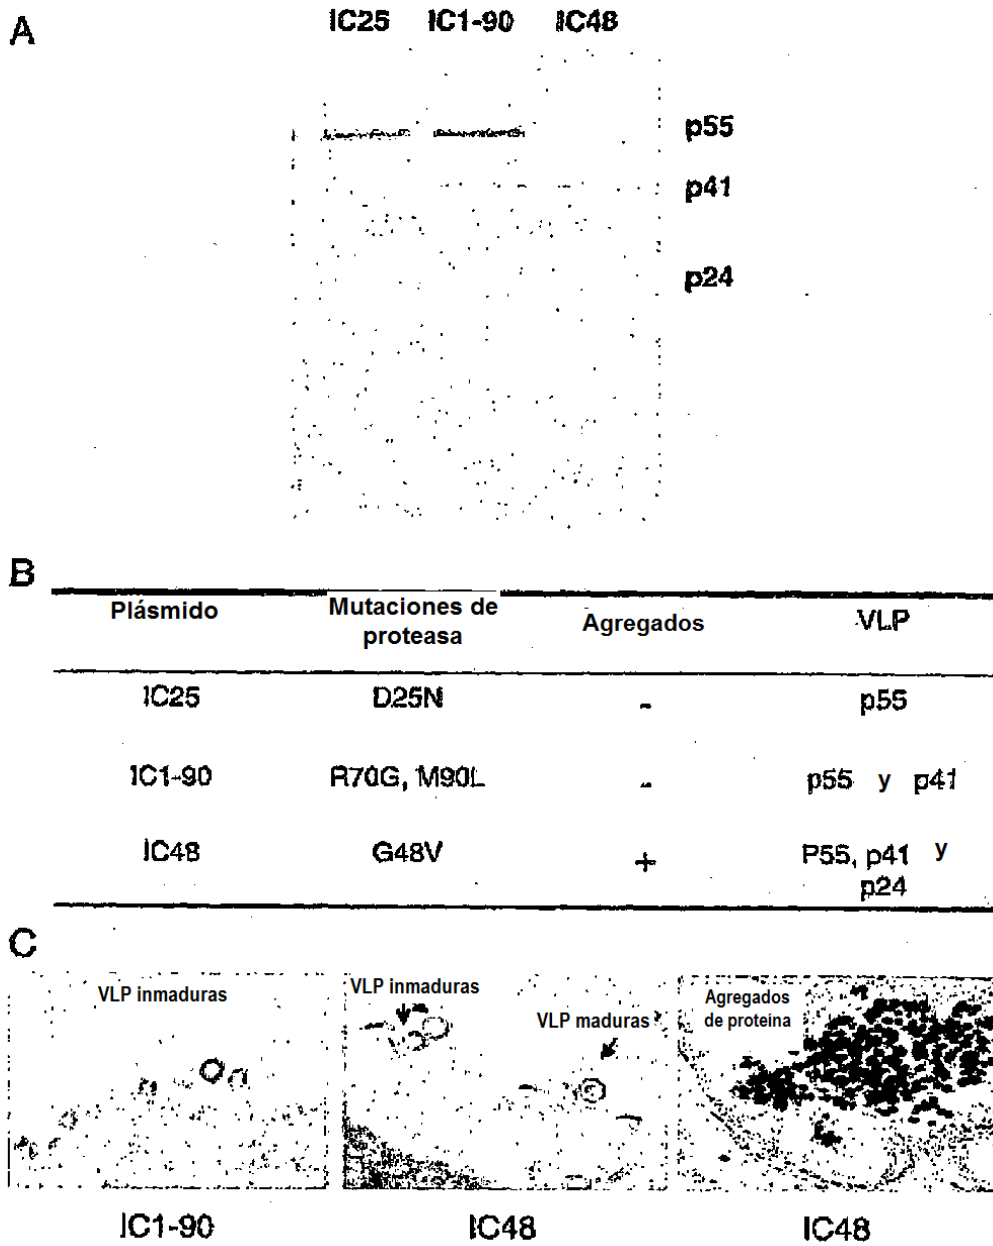 A
IC25 IC1-90 IC48
p55
p41
p24
B
Plásmido Mutaciones de proteasa Agregados VLP
IC25 D25N - p55
IC1-90 R70G, M90L - p55 y p41
IC48 G48V + P55, p41 y
p24
C
VLP inmaduras
VLP inmaduras
VLP maduras
Agregados
de proteína
IC1-90 IC48 IC48